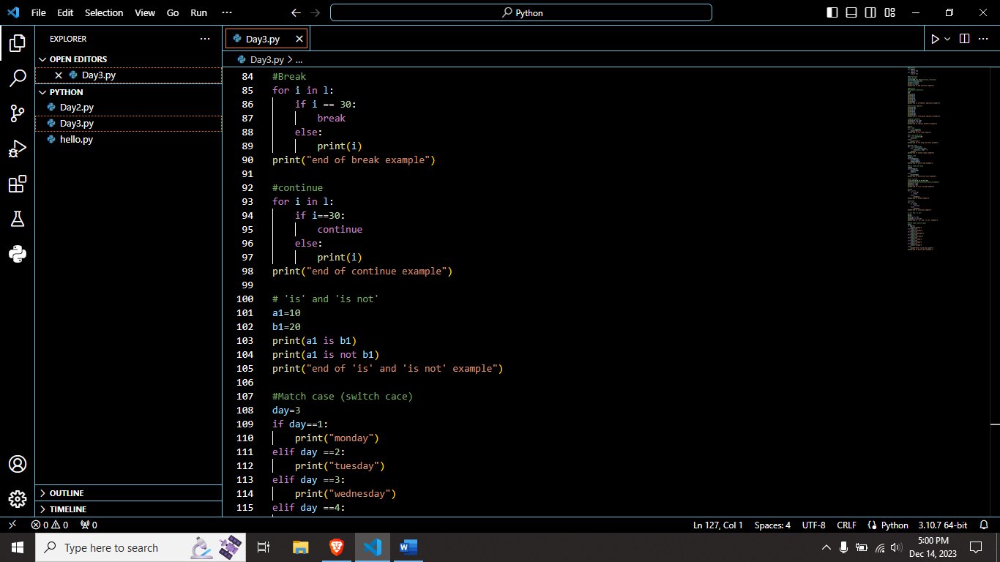 File Edit Selection View Go Run ···
Python
EXPLORER ···
OPEN EDITORS
Day3.py
PYTHON
Day2.py
Day3.py
hello.py
OUTLINE
TIMELINE
Day3.py
Day3.py > ...
84 #Break
85 for i in l:
86 if i == 30:
87 break
88 else:
89 print(i)
90 print("end of break example")
91
92 #continue
93 for i in l:
94 if i==30:
95 continue
96 else:
97 print(i)
98 print("end of continue example")
99
100 # 'is' and 'is not'
101 a1=10
102 b1=20
103 print(a1 is b1)
104 print(a1 is not b1)
105 print("end of 'is' and 'is not' example")
106
107 #Match case (switch cace)
108 day=3
109 if day==1:
110 print("monday")
111 elif day ==2:
112 print("tuesday")
113 elif day ==3:
114 print("wednesday")
115 elif day ==4:
0 0 0 Ln 127, Col 1 Spaces: 4 UTF-8 CRLF Python 3.10.7 64-bit
Type here to search
5:00 PM
Dec 14, 2023